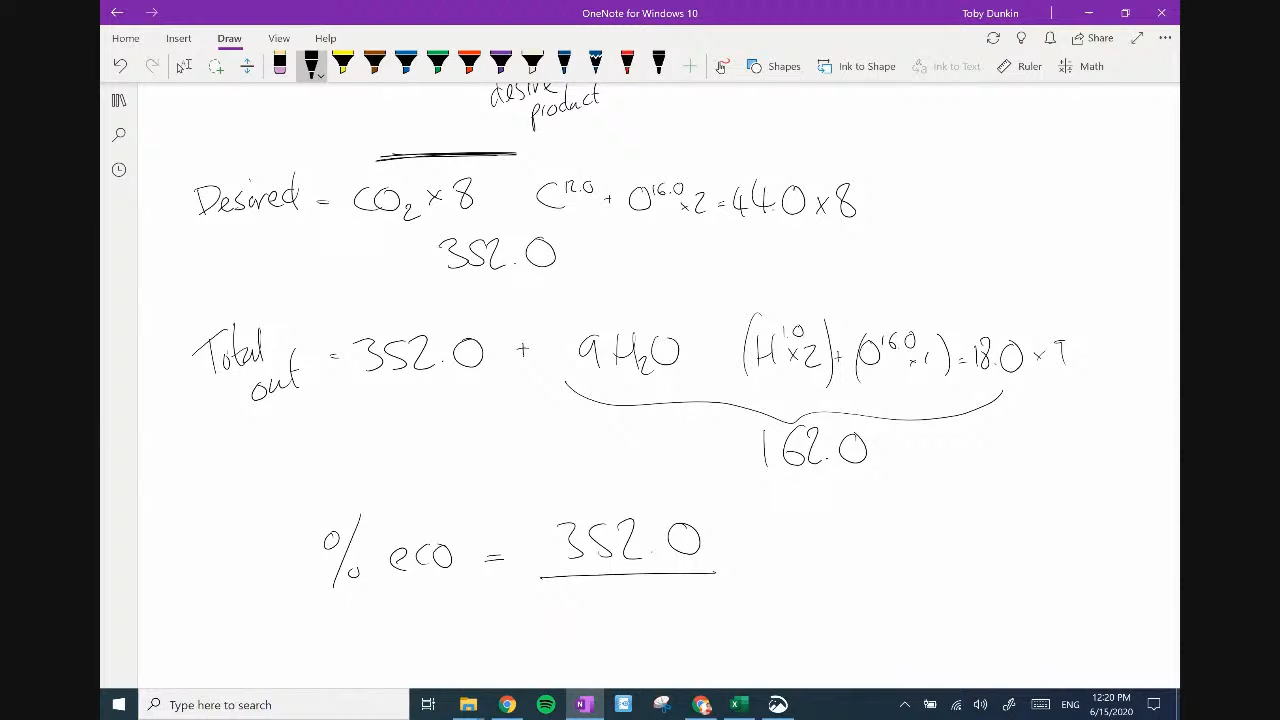 OneNote for Windows 10
Toby Dunkin
Home Insert Draw View Help
Share
Shapes Ink to Shape Ink to Text Ruler Math
desire
product
Desired = CO₂ × 8 C¹²·⁰ + O¹⁶·⁰ ×2 = 44.0 × 8
352.0
Total out = 352.0 + 9 H₂O (H¹·⁰ ×2) + (O¹⁶·⁰ ×1) = 18.0 × 9
162.0
% eco = 352.0
Type here to search
ENG
12:20 PM
6/15/2020